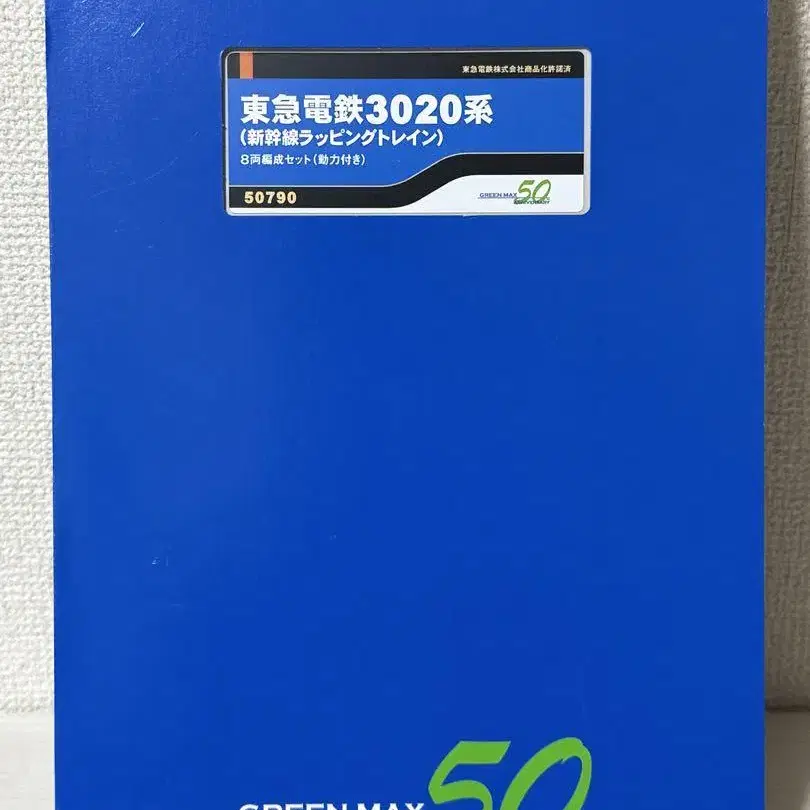 東急電鉄株式会社商品化許諾済
東急電鉄3020系
(新幹線ラッピングトレイン)
8両編成セット(動力付き)
50790
GREEN MAX 50
ANNIVERSARY
GREEN MAX 50